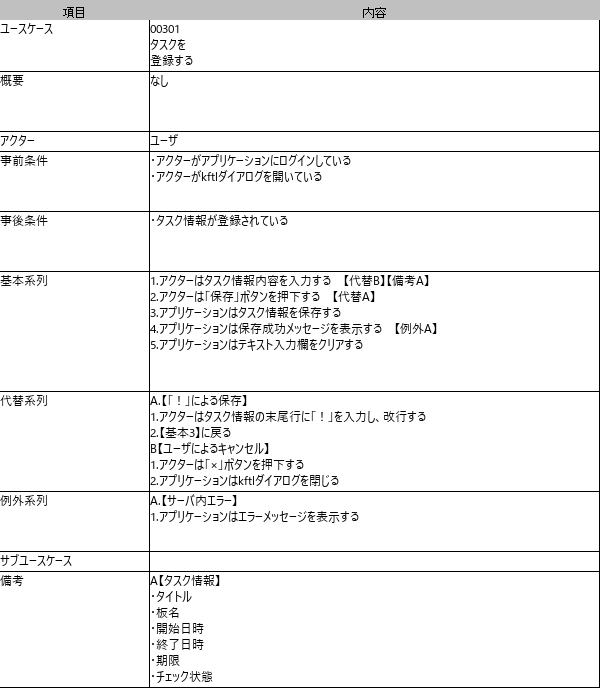 項目 内容
ユースケース 00301
タスクを
登録する
概要 なし
アクター ユーザ
事前条件 ・アクターがアプリケーションにログインしている
・アクターがkftlダイアログを開いている
事後条件 ・タスク情報が登録されている
基本系列 1.アクターはタスク情報内容を入力する 【代替B】【備考A】
2.アクターは「保存」ボタンを押下する 【代替A】
3.アプリケーションはタスク情報を保存する
4.アプリケーションは保存成功メッセージを表示する 【例外A】
5.アプリケーションはテキスト入力欄をクリアする
代替系列 A.【「！」による保存】
1.アクターはタスク情報の末尾行に「！」を入力し、改行する
2.【基本3】に戻る
B【ユーザによるキャンセル】
1.アクターは「×」ボタンを押下する
2.アプリケーションはkftlダイアログを閉じる
例外系列 A.【サーバ内エラー】
1.アプリケーションはエラーメッセージを表示する
サブユースケース
備考 A【タスク情報】
・タイトル
・板名
・開始日時
・終了日時
・期限
・チェック状態